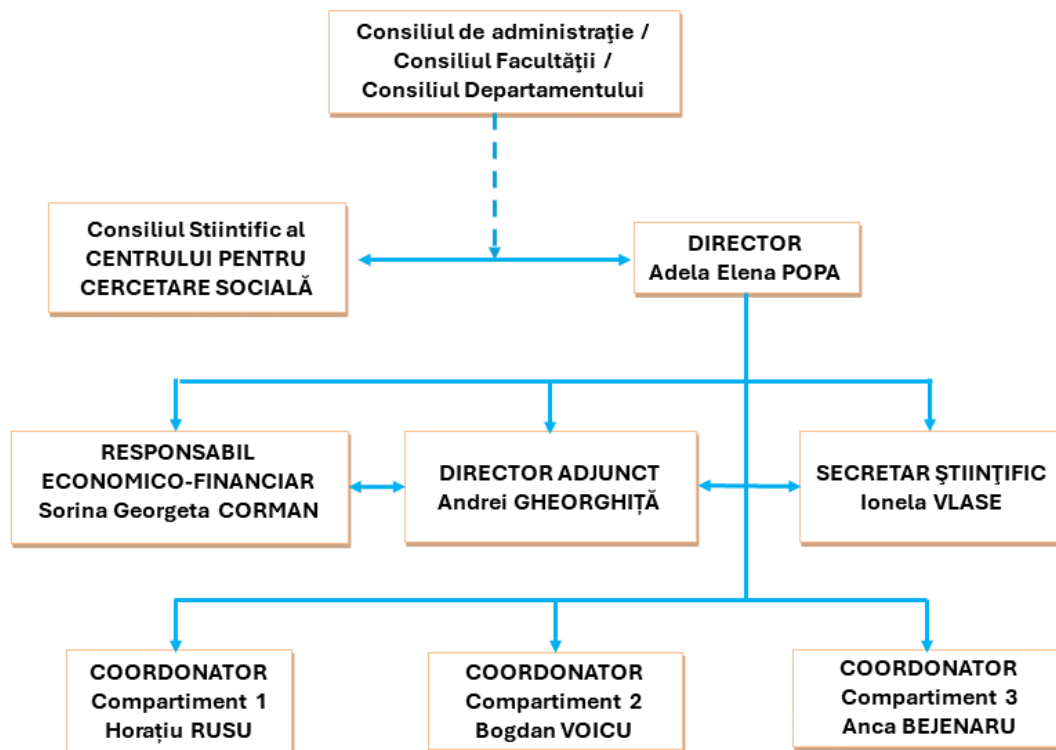 Consiliul de administraţie /
Consiliul Facultăţii /
Consiliul Departamentului
Consiliul Stiintific al
CENTRULUI PENTRU
CERCETARE SOCIALĂ
DIRECTOR
Adela Elena POPA
RESPONSABIL
ECONOMICO-FINANCIAR
Sorina Georgeta CORMAN
DIRECTOR ADJUNCT
Andrei GHEORGHIȚĂ
SECRETAR ŞTIINŢIFIC
Ionela VLASE
COORDONATOR
Compartiment 1
Horațiu RUSU
COORDONATOR
Compartiment 2
Bogdan VOICU
COORDONATOR
Compartiment 3
Anca BEJENARU